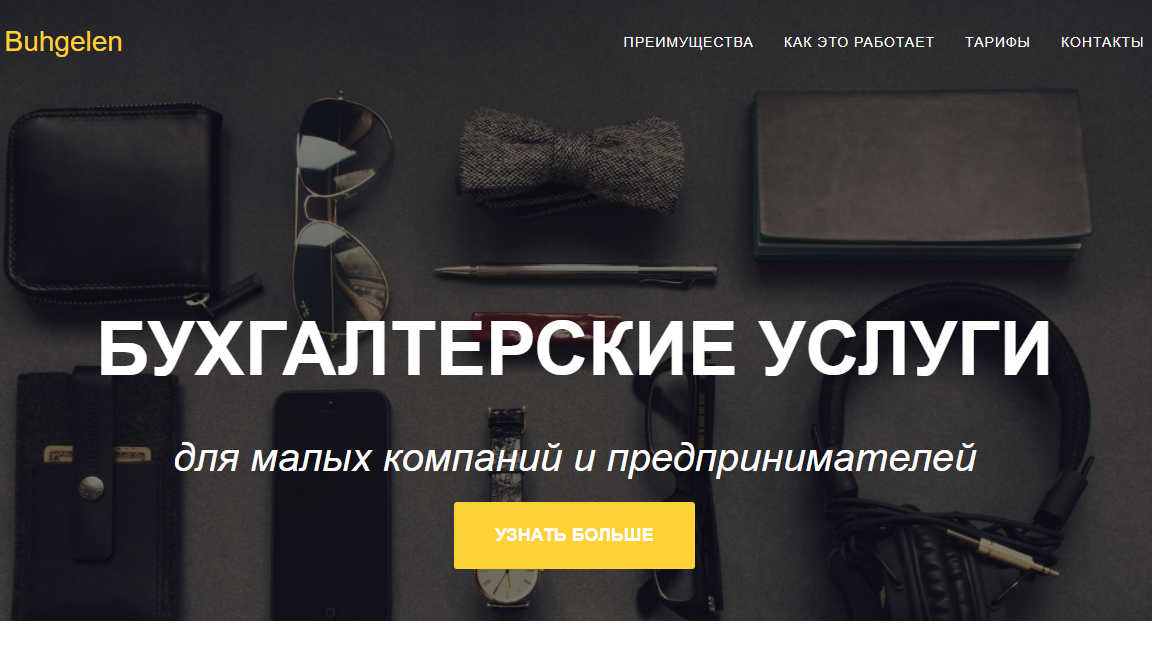 Buhgelen
ПРЕИМУЩЕСТВА КАК ЭТО РАБОТАЕТ ТАРИФЫ КОНТАКТЫ
БУХГАЛТЕРСКИЕ УСЛУГИ
для малых компаний и предпринимателей
УЗНАТЬ БОЛЬШЕ